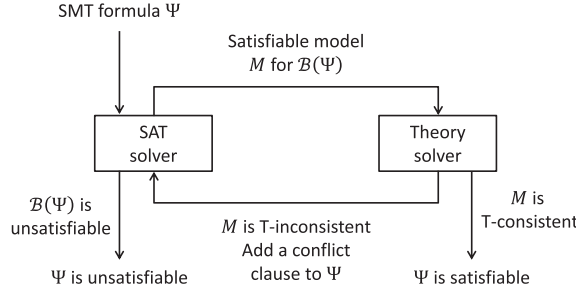 SMT formula Ψ
Satisfiable model
M for ℬ(Ψ)
SAT
solver
Theory
solver
ℬ(Ψ) is
unsatisfiable
M is T-inconsistent
Add a conflict
clause to Ψ
M is
T-consistent
Ψ is unsatisfiable
Ψ is satisfiable